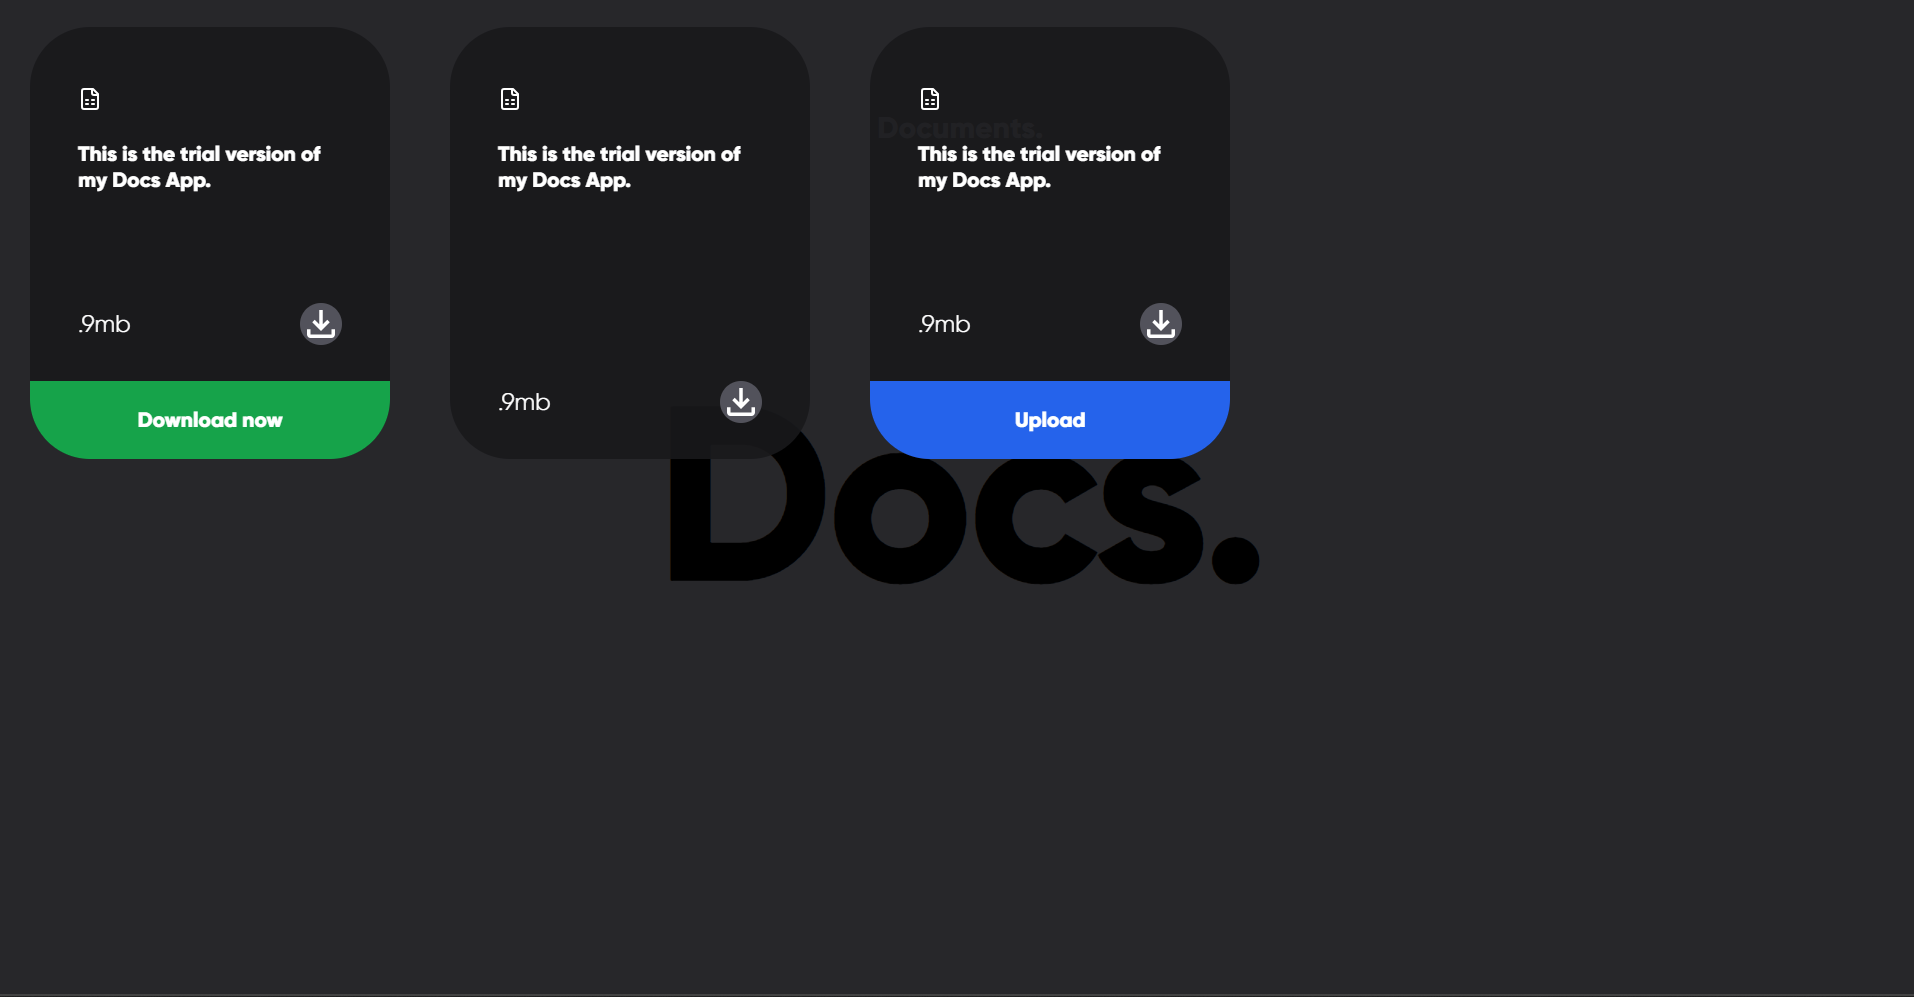 This is the trial version of
my Docs App.
.9mb
Download now
This is the trial version of
my Docs App.
.9mb
Documents.
This is the trial version of
my Docs App.
.9mb
Upload
Docs.